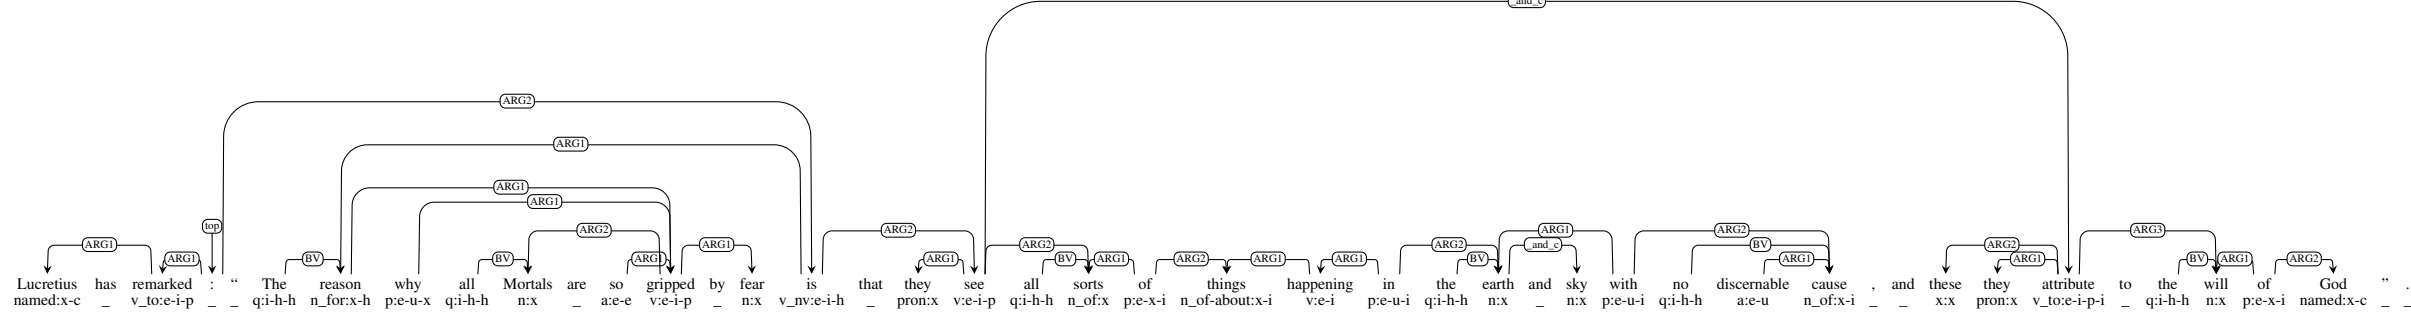 _and_c
ARG2
ARG1
ARG1
ARG1
top ARG2 ARG2 ARG2 ARG1 ARG2 ARG3
ARG1 ARG1 ARG2 ARG2 _and_c BV ARG2
ARG1 BV BV ARG1 ARG1 BV ARG1 ARG2 ARG1 ARG1 BV ARG1 ARG1 BV ARG1 ARG2
Lucretius has remarked : “ The reason why all Mortals are so gripped by fear is that they see all sorts of things happening in the earth and sky with no discernable cause , and these they attribute to the will of God ” .
named:x-c _ v_to:e-i-p _ _ q:i-h-h n_for:x-h p:e-u-x q:i-h-h n:x _ a:e-e v:e-i-p _ n:x v_nv:e-i-h _ pron:x v:e-i-p q:i-h-h n_of:x p:e-x-i n_of-about:x-i v:e-i p:e-u-i q:i-h-h n:x _ n:x p:e-u-i q:i-h-h a:e-u n_of:x-i _ _ x:x pron:x v_to:e-i-p-i _ q:i-h-h n:x p:e-x-i named:x-c _ _